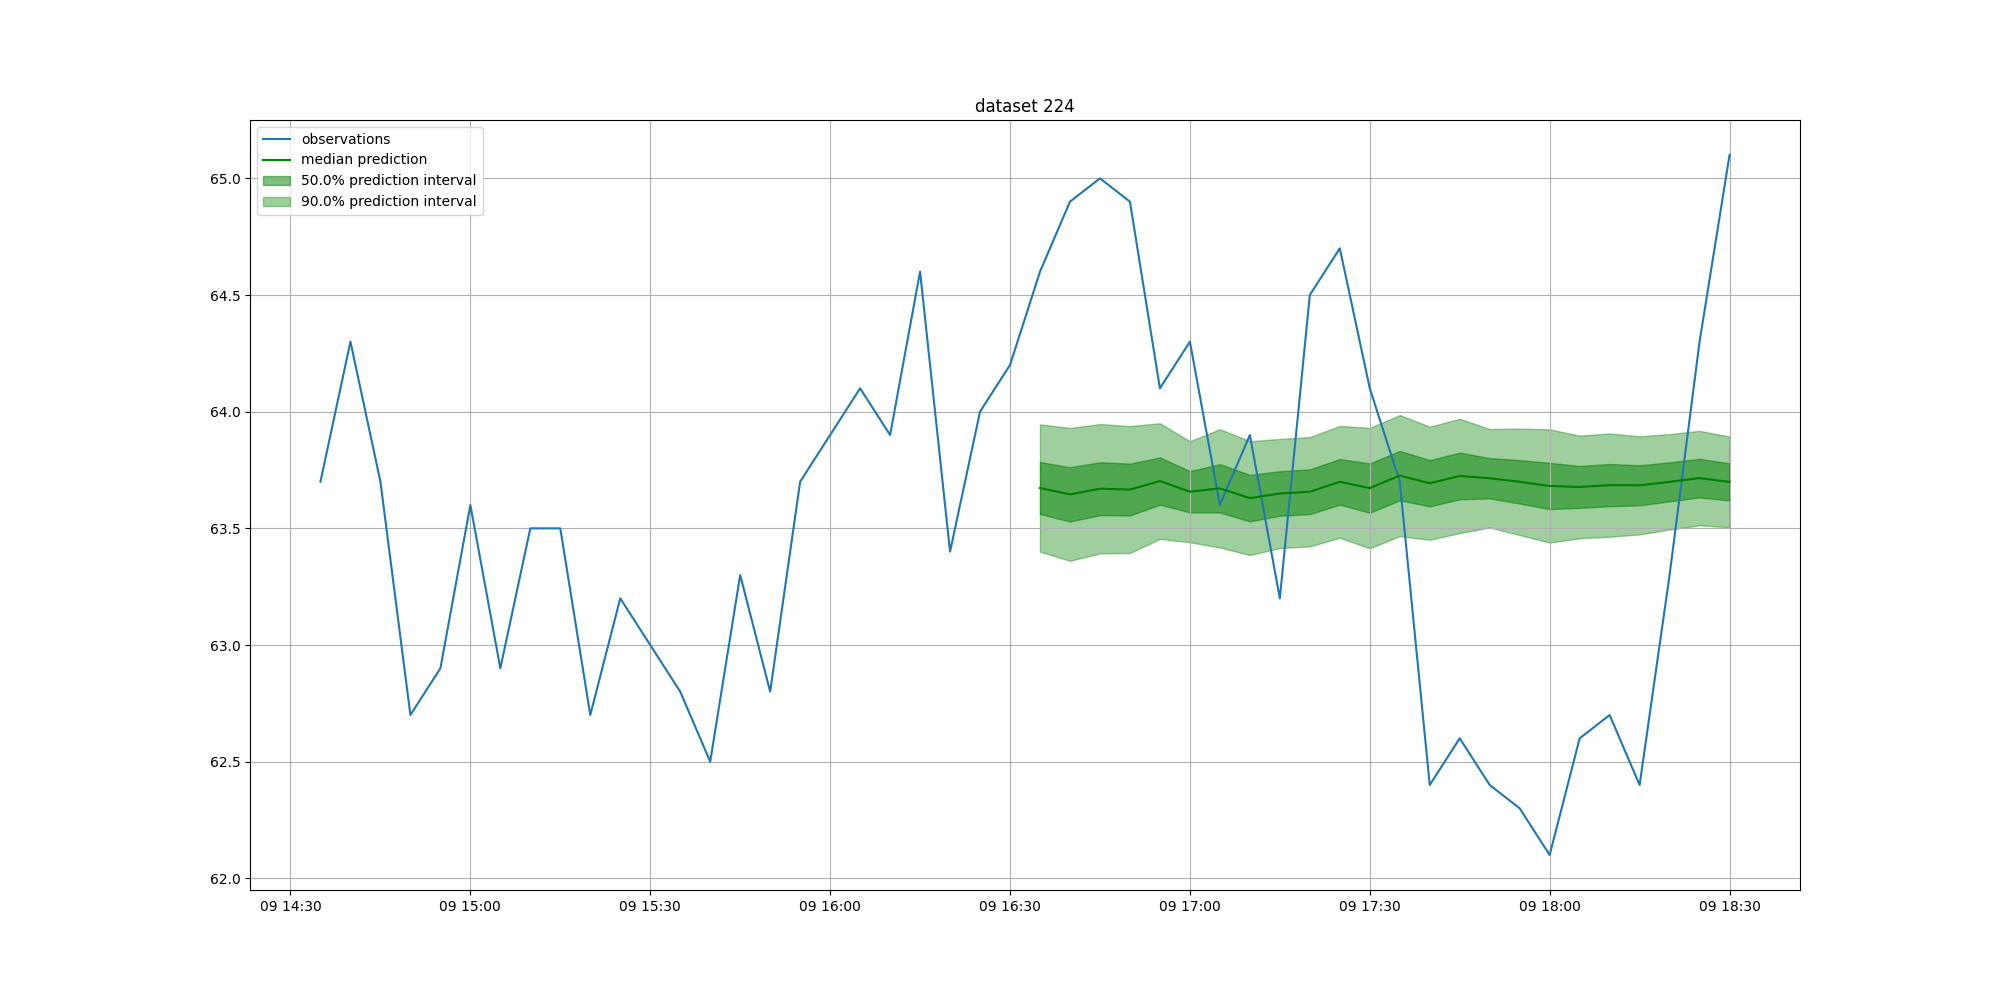 dataset 224
observations
median prediction
50.0% prediction interval
90.0% prediction interval
65.0
64.5
64.0
63.5
63.0
62.5
62.0
09 14:30 09 15:00 09 15:30 09 16:00 09 16:30 09 17:00 09 17:30 09 18:00 09 18:30